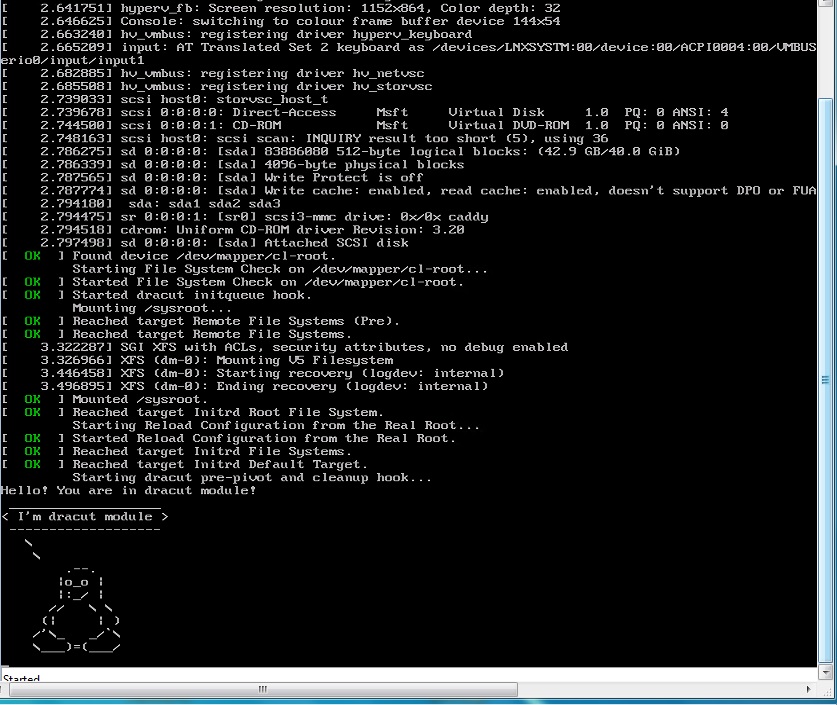 [    2.641751] hyperv_fb: Screen resolution: 1152x864, Color depth: 32
[    2.646625] Console: switching to colour frame buffer device 144x54
[    2.663240] hv_vmbus: registering driver hyperv_keyboard
[    2.665209] input: AT Translated Set 2 keyboard as /devices/LNXSYSTM:00/device:00/ACPI0004:00/VMBUS
erio0/input/input1
[    2.682885] hv_vmbus: registering driver hv_netvsc
[    2.685508] hv_vmbus: registering driver hv_storvsc
[    2.739033] scsi host0: storvsc_host_t
[    2.739678] scsi 0:0:0:0: Direct-Access     Msft     Virtual Disk     1.0  PQ: 0 ANSI: 4
[    2.744500] scsi 0:0:0:1: CD-ROM            Msft     Virtual DVD-ROM  1.0  PQ: 0 ANSI: 0
[    2.748163] scsi host0: scsi scan: INQUIRY result too short (5), using 36
[    2.786275] sd 0:0:0:0: [sda] 83886080 512-byte logical blocks: (42.9 GB/40.0 GiB)
[    2.786339] sd 0:0:0:0: [sda] 4096-byte physical blocks
[    2.787565] sd 0:0:0:0: [sda] Write Protect is off
[    2.787774] sd 0:0:0:0: [sda] Write cache: enabled, read cache: enabled, doesn't support DPO or FUA
[    2.794180]  sda: sda1 sda2 sda3
[    2.794475] sr 0:0:0:1: [sr0] scsi3-mmc drive: 0x/0x caddy
[    2.794518] cdrom: Uniform CD-ROM driver Revision: 3.20
[    2.797498] sd 0:0:0:0: [sda] Attached SCSI disk
[  OK  ] Found device /dev/mapper/cl-root.
         Starting File System Check on /dev/mapper/cl-root...
[  OK  ] Started File System Check on /dev/mapper/cl-root.
[  OK  ] Started dracut initqueue hook.
         Mounting /sysroot...
[  OK  ] Reached target Remote File Systems (Pre).
[  OK  ] Reached target Remote File Systems.
[    3.322287] SGI XFS with ACLs, security attributes, no debug enabled
[    3.326966] XFS (dm-0): Mounting V5 Filesystem
[    3.446458] XFS (dm-0): Starting recovery (logdev: internal)
[    3.496895] XFS (dm-0): Ending recovery (logdev: internal)
[  OK  ] Mounted /sysroot.
[  OK  ] Reached target Initrd Root File System.
         Starting Reload Configuration from the Real Root...
[  OK  ] Started Reload Configuration from the Real Root.
[  OK  ] Reached target Initrd File Systems.
[  OK  ] Reached target Initrd Default Target.
         Starting dracut pre-pivot and cleanup hook...
Hello! You are in dracut module!
 ___________________
< I'm dracut module >
 -------------------
   \
    \
        .--.
       |o_o |
       |:_/ |
      //   \ \
     (|     | )
    /'\_   _/`\
    \___)=(___/
Started